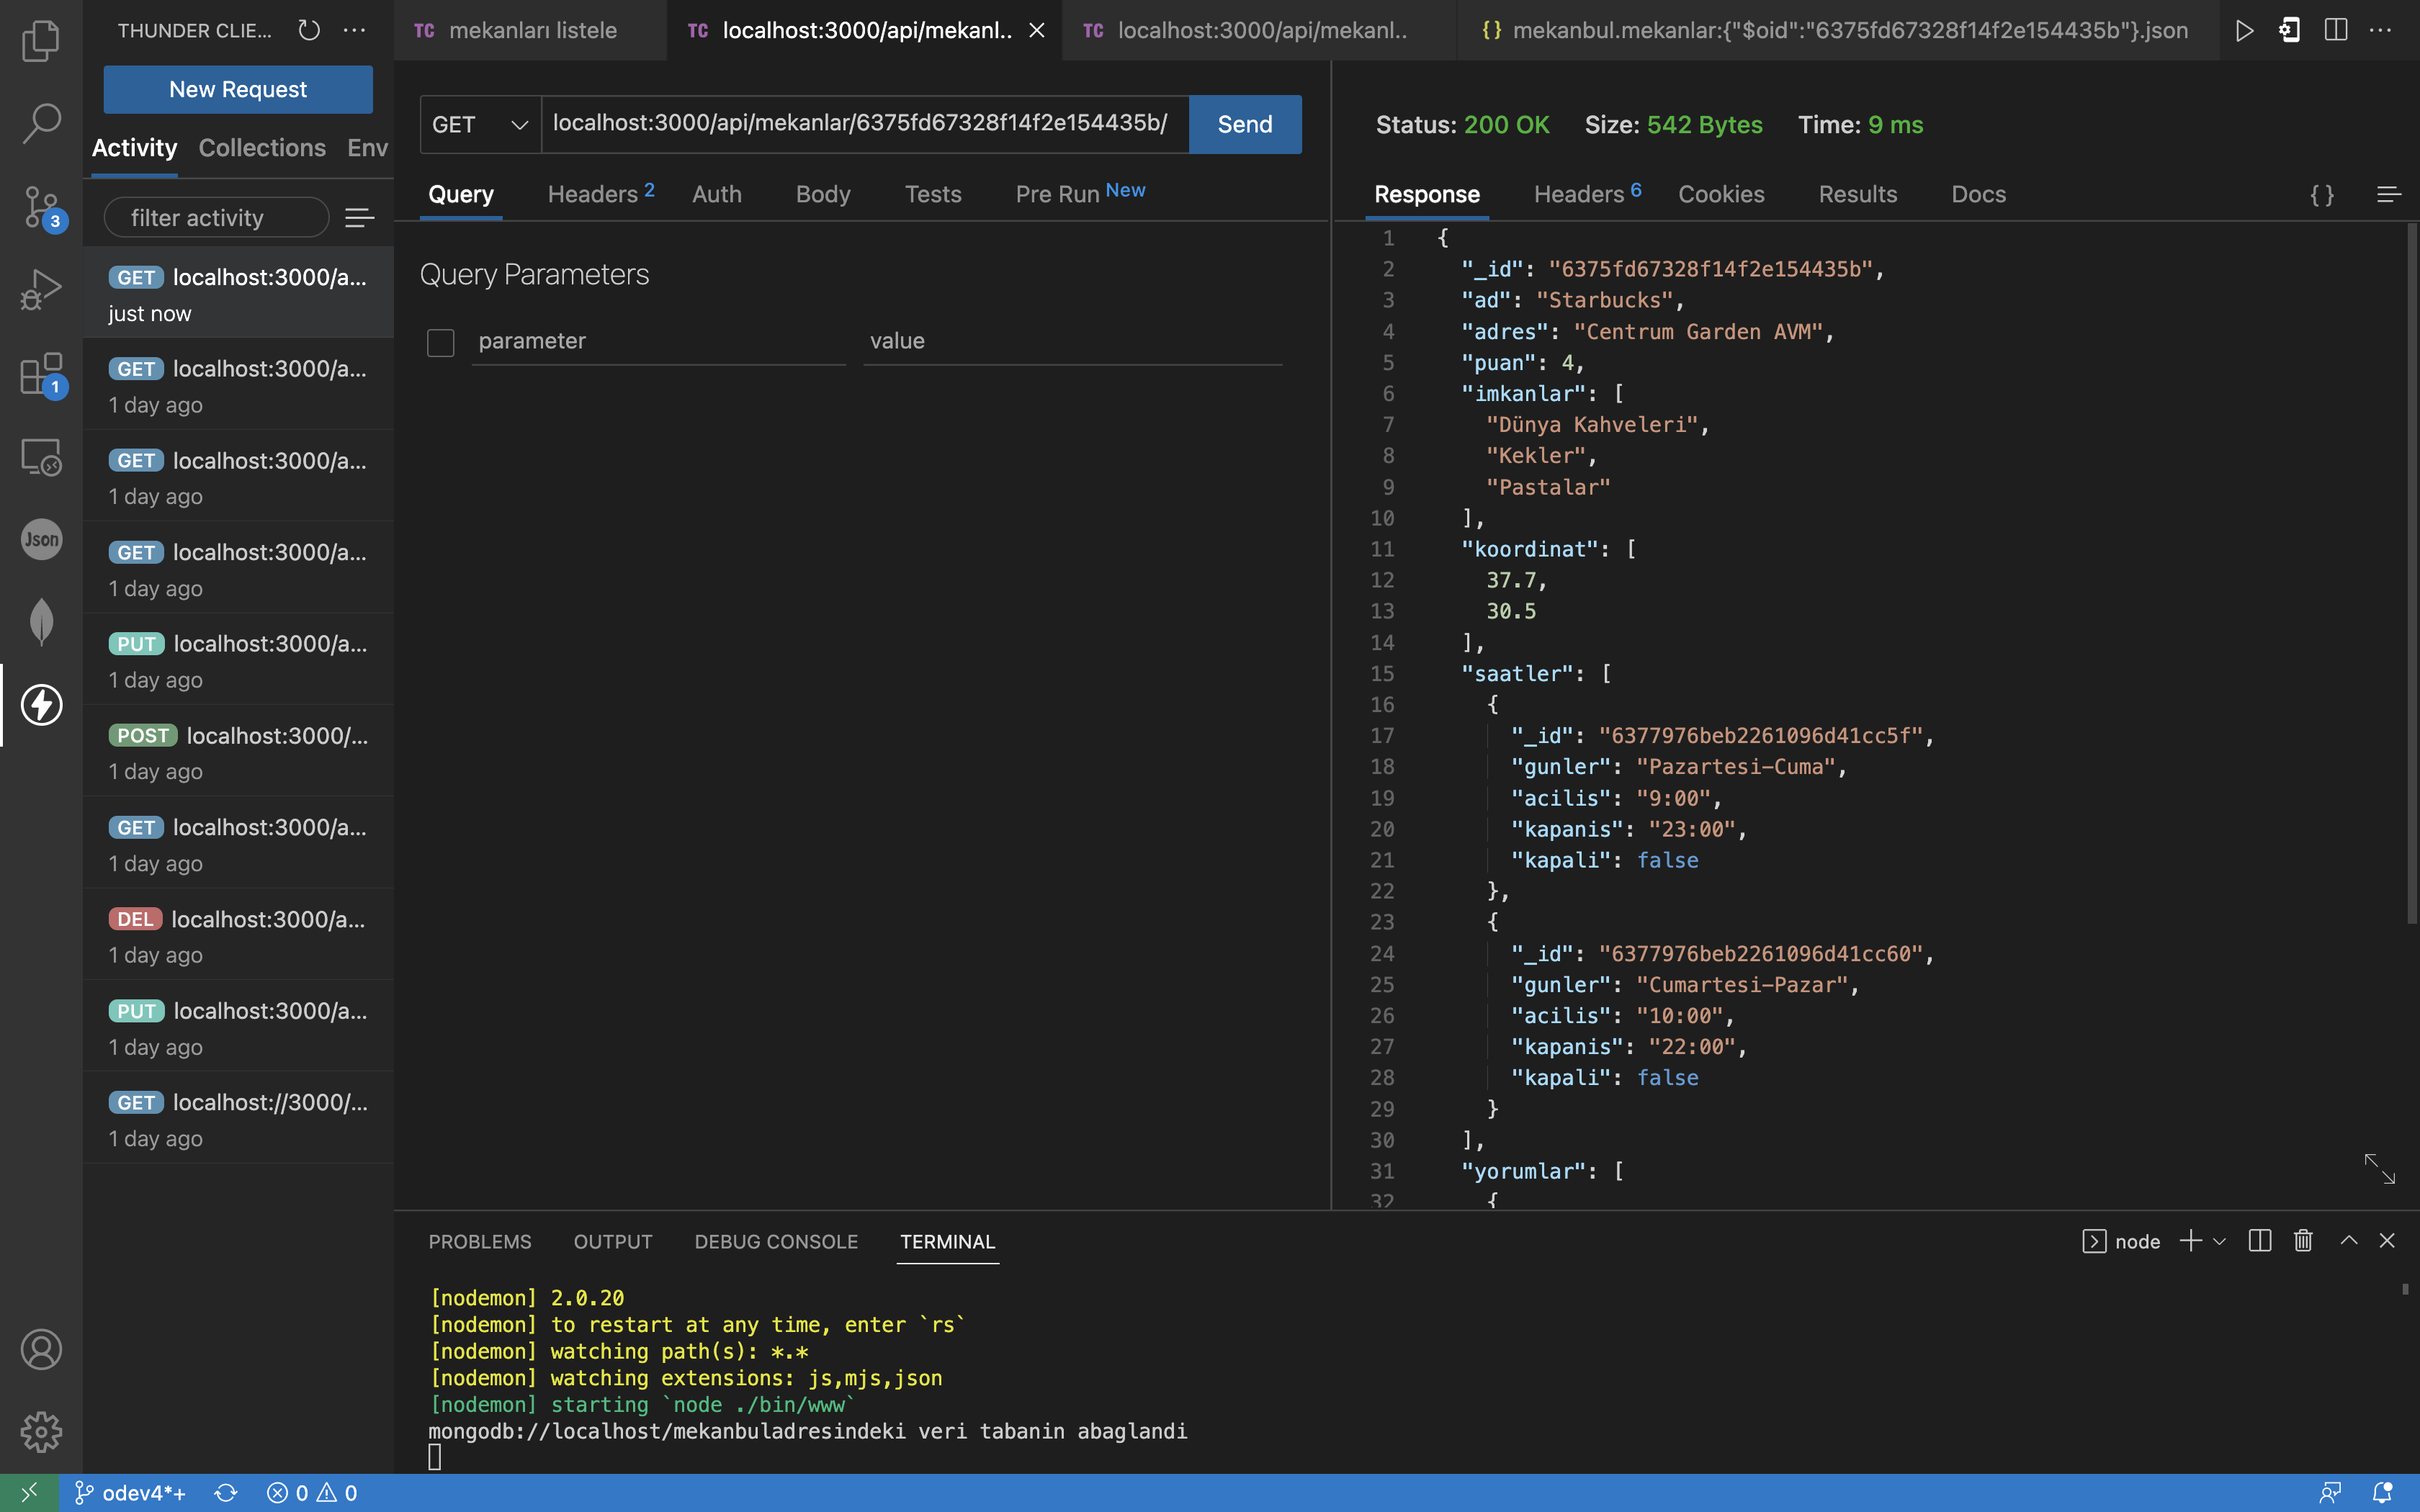 THUNDER CLIE...
New Request
Activity Collections Env
filter activity
GET localhost:3000/a...
just now
GET localhost:3000/a...
1 day ago
GET localhost:3000/a...
1 day ago
GET localhost:3000/a...
1 day ago
PUT localhost:3000/a...
1 day ago
POST localhost:3000/...
1 day ago
GET localhost:3000/a...
1 day ago
DEL localhost:3000/a...
1 day ago
PUT localhost:3000/a...
1 day ago
GET localhost://3000/...
1 day ago
3
1
Json
TC mekanları listele
TC localhost:3000/api/mekanl..
TC localhost:3000/api/mekanl..
{} mekanbul.mekanlar:{"$oid":"6375fd67328f14f2e154435b"}.json
GET localhost:3000/api/mekanlar/6375fd67328f14f2e154435b/ Send
Query Headers 2 Auth Body Tests Pre Run New
Query Parameters
parameter value
Status: 200 OK Size: 542 Bytes Time: 9 ms
Response Headers 6 Cookies Results Docs {}
1 {
2 "_id": "6375fd67328f14f2e154435b",
3 "ad": "Starbucks",
4 "adres": "Centrum Garden AVM",
5 "puan": 4,
6 "imkanlar": [
7 "Dünya Kahveleri",
8 "Kekler",
9 "Pastalar"
10 ],
11 "koordinat": [
12 37.7,
13 30.5
14 ],
15 "saatler": [
16 {
17 "_id": "6377976beb2261096d41cc5f",
18 "gunler": "Pazartesi-Cuma",
19 "acilis": "9:00",
20 "kapanis": "23:00",
21 "kapali": false
22 },
23 {
24 "_id": "6377976beb2261096d41cc60",
25 "gunler": "Cumartesi-Pazar",
26 "acilis": "10:00",
27 "kapanis": "22:00",
28 "kapali": false
29 }
30 ],
31 "yorumlar": [
32 {
PROBLEMS OUTPUT DEBUG CONSOLE TERMINAL
node
[nodemon] 2.0.20
[nodemon] to restart at any time, enter `rs`
[nodemon] watching path(s): *.*
[nodemon] watching extensions: js,mjs,json
[nodemon] starting `node ./bin/www`
mongodb://localhost/mekanbuladresindeki veri tabanin abaglandi
odev4*+ 0 0